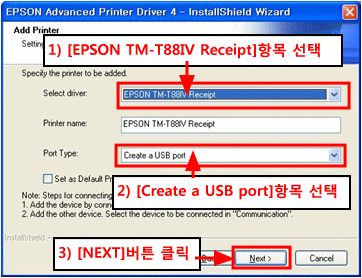 EPSON Advanced Printer Driver 4 - InstallShield Wizard
Add Printer
1) [EPSON TM-T88IV Receipt]항목 선택
Specify the printer to be added.
Select driver:
EPSON TM-T88IV Receipt
Printer name:
EPSON TM-T88IV Receipt
Port Type:
Create a USB port
Set as Default
2) [Create a USB port]항목 선택
Note: Steps for connecting
1. Add the device by
2. Add the other device. Select the device to be connected in "Communication".
InstallShield
3) [NEXT]버튼 클릭
Next >
Cancel